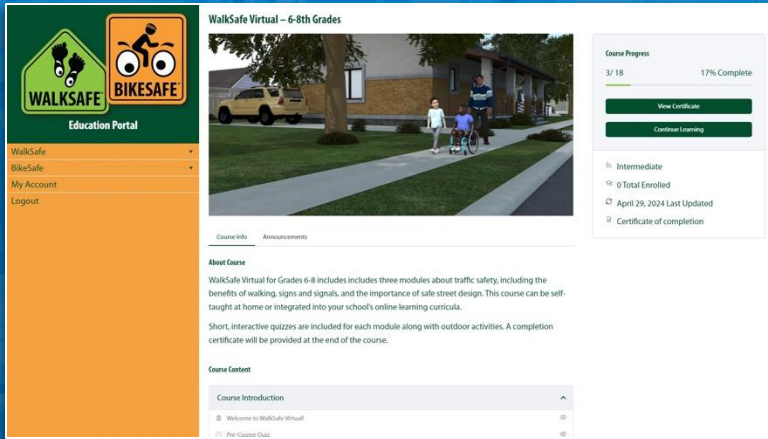 WALKSAFE
BIKESAFE
Education Portal
WalkSafe
BikeSafe
My Account
Logout
WalkSafe Virtual – 6-8th Grades
Course Info Announcements
About Course
WalkSafe Virtual for Grades 6-8 includes includes three modules about traffic safety, including the
benefits of walking, signs and signals, and the importance of safe street design. This course can be self-
taught at home or integrated into your school's online learning curricula.
Short, interactive quizzes are included for each module along with outdoor activities. A completion
certificate will be provided at the end of the course.
Course Content
Course Introduction
Welcome to WalkSafe Virtual!
Pre-Course Quiz
Course Progress
3/ 18 17% Complete
View Certificate
Continue Learning
Intermediate
0 Total Enrolled
April 29, 2024 Last Updated
Certificate of completion